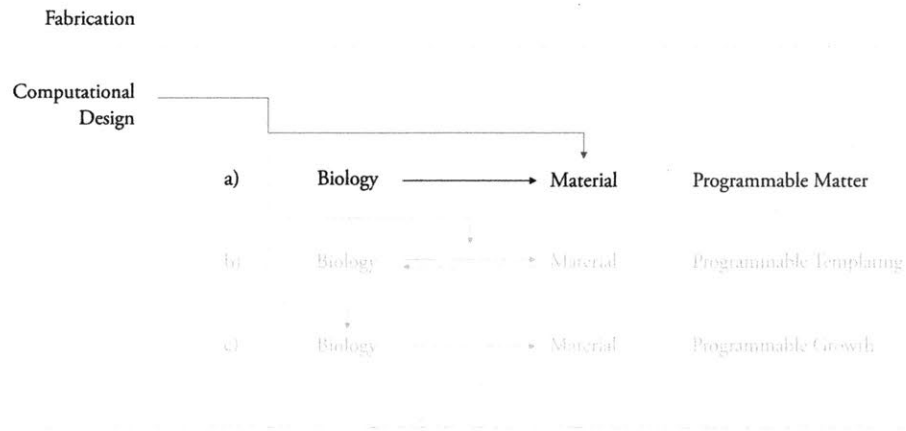 Fabrication
Computational
Design
a) Biology Material Programmable Matter
b) Biology Material Programmable Templating
c) Biology Material Programmable Growth